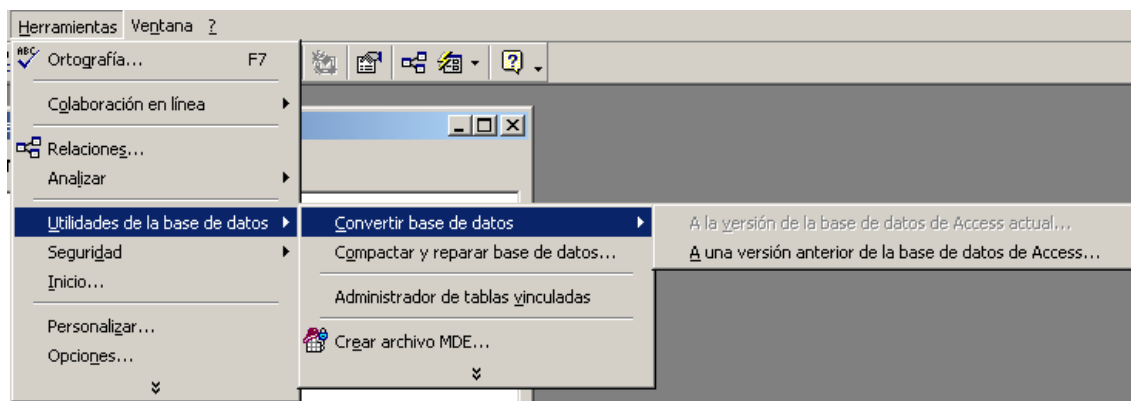 Herramientas Ventana ?
ABC Ortografía... F7
Colaboración en línea
Relaciones...
Analizar
Utilidades de la base de datos
Seguridad
Inicio...
Personalizar...
Opciones...
Convertir base de datos
Compactar y reparar base de datos...
Administrador de tablas vinculadas
Crear archivo MDE...
A la versión de la base de datos de Access actual...
A una versión anterior de la base de datos de Access...